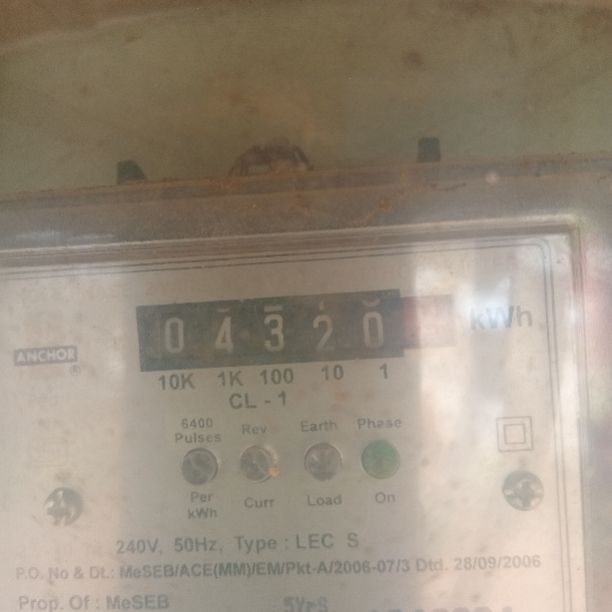 0 4 3 2 0 kWh
ANCHOR ®
10K 1K 100 10 1
CL - 1
6400 Pulses Rev Earth Phase
Per kWh Curr Load On
240V, 50Hz, Type : LEC S
P.O. No & Dt.: MeSEB/ACE(MM)/EM/Pkt-A/2006-07/3 Dtd. 28/09/2006
Prop. Of : MeSEB 5YrS